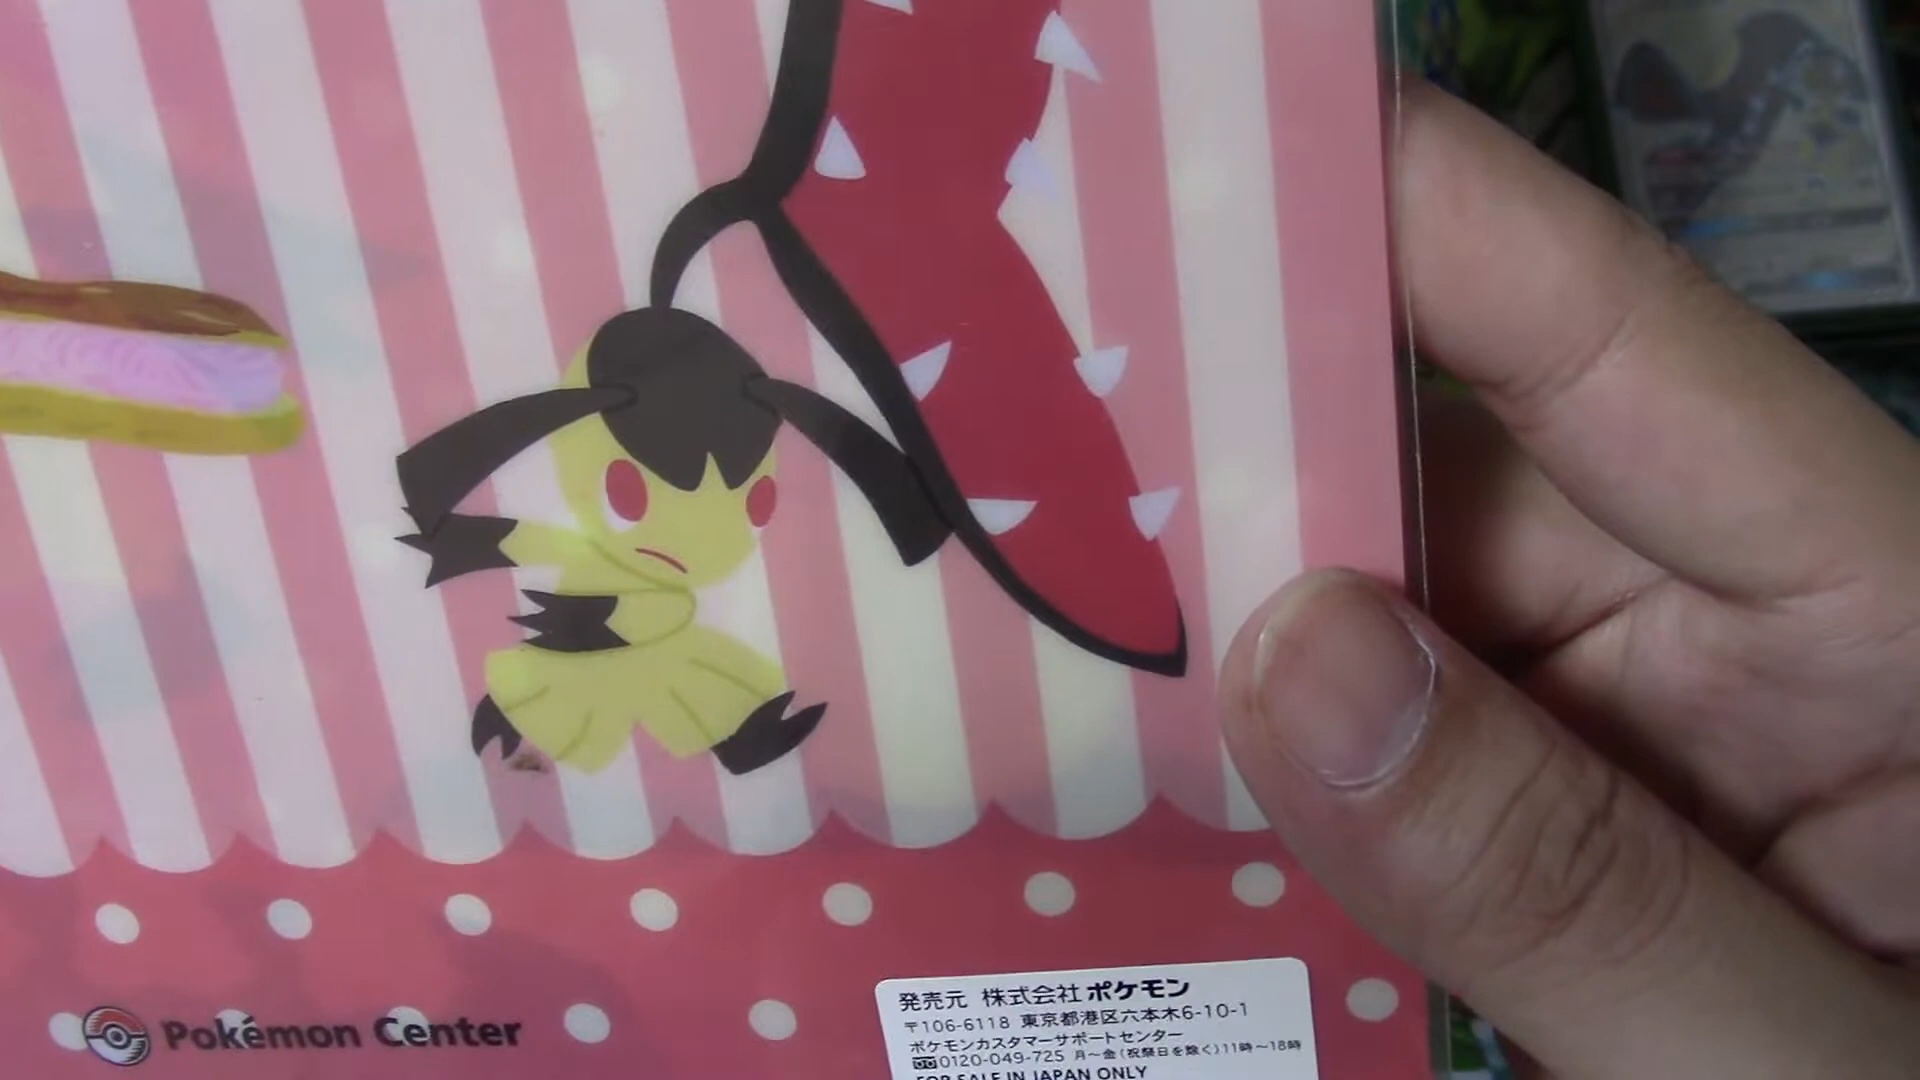 Pokémon Center
発売元 株式会社ポケモン
〒106-6118 東京都港区六本木6-10-1
ポケモンカスタマーサポートセンター
0120-049-725 月~金(祝祭日を除く)11時~18時
FOR SALE IN JAPAN ONLY